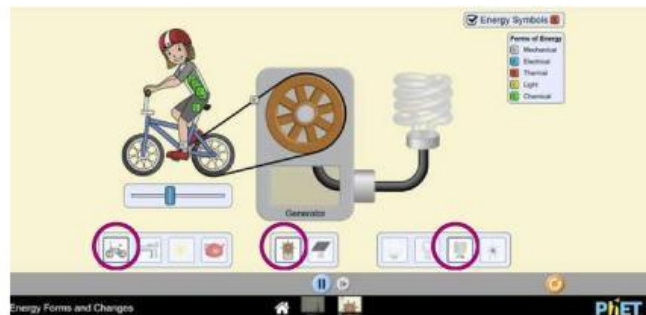 Energy Symbols E
Forms of Energy
E Mechanical
E Electrical
E Thermal
E Light
E Chemical
Generator
Energy Forms and Changes
PhET